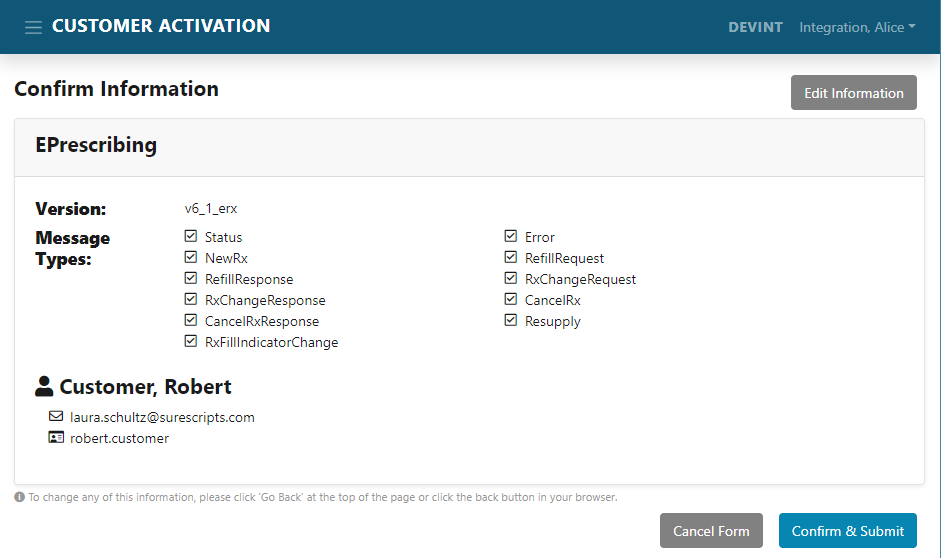 CUSTOMER ACTIVATION
DEVINT Integration, Alice
Confirm Information
Edit Information
EPrescribing
Version: v6_1_erx
Message Types:
Status
Error
NewRx
RefillRequest
RefillResponse
RxChangeRequest
RxChangeResponse
CancelRx
CancelRxResponse
Resupply
RxFillIndicatorChange
Customer, Robert
laura.schultz@surescripts.com
robert.customer
To change any of this information, please click 'Go Back' at the top of the page or click the back button in your browser.
Cancel Form
Confirm & Submit